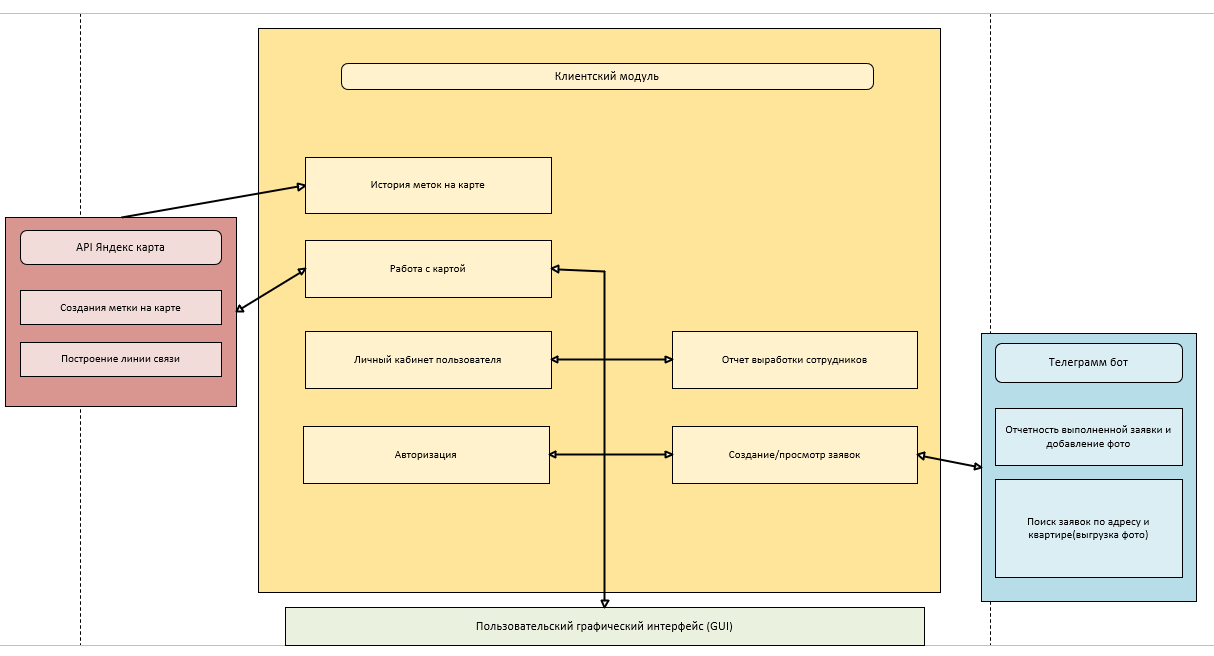 Клиентский модуль
История меток на карте
API Яндекс карта
Работа с картой
Создания метки на карте
Построение линии связи
Личный кабинет пользователя
Отчет выработки сотрудников
Телеграмм бот
Авторизация
Создание/просмотр заявок
Отчетность выполненной заявки и
добавление фото
Поиск заявок по адресу и
квартире(выгрузка фото)
Пользовательский графический интерфейс (GUI)